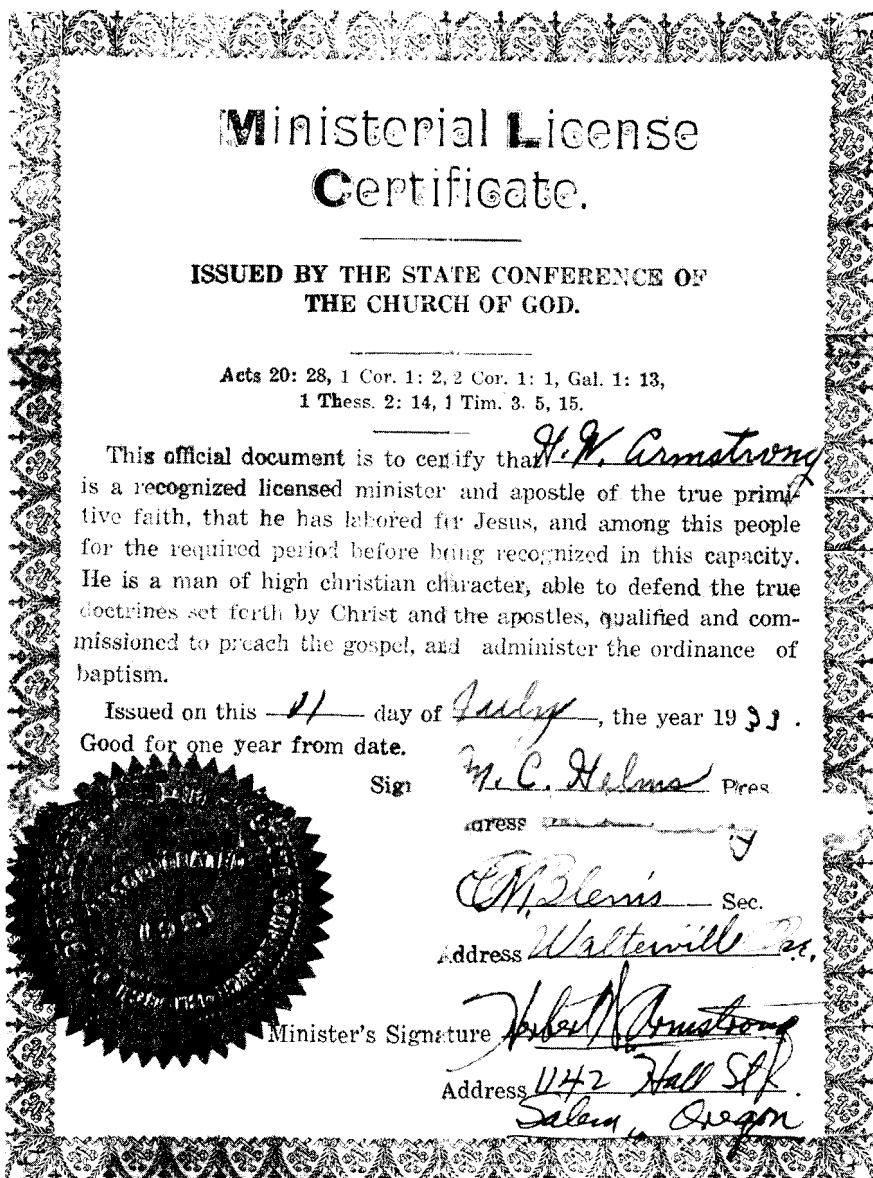 Ministerial License
Certificate.
ISSUED BY THE STATE CONFERENCE OF
THE CHURCH OF GOD.
Acts 20: 28, 1 Cor. 1: 2, 2 Cor. 1: 1, Gal. 1: 13,
1 Thess. 2: 14, 1 Tim. 3. 5, 15.
This official document is to certify that H. W. Armstrong
is a recognized licensed minister and apostle of the true primi-
tive faith, that he has labored for Jesus, and among this people
for the required period before being recognized in this capacity.
He is a man of high christian character, able to defend the true
doctrines set forth by Christ and the apostles, qualified and com-
missioned to preach the gospel, and administer the ordinance of
baptism.
Issued on this day of July, the year 1933.
Good for one year from date.
Sign M. C. Helms Pres
dress
Sec.
Address Walterville Ore.
1931
Minister's Signature Herbert W. Armstrong
Address 1142 Hall St
Salem, Oregon